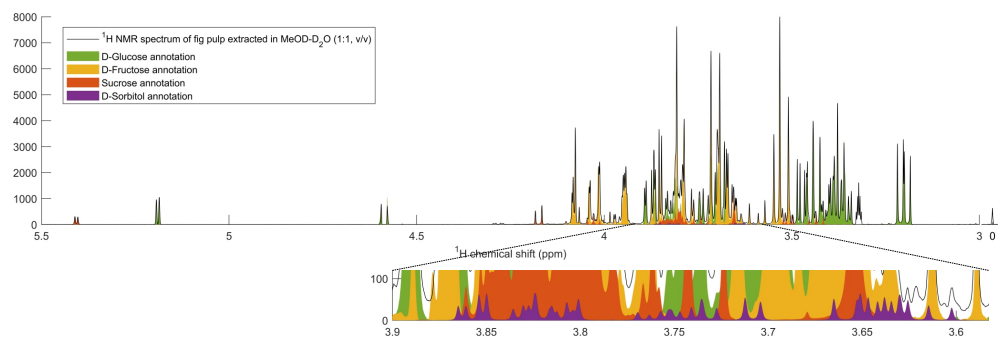 8000
7000
6000
5000
4000
3000
2000
1000
0
¹H NMR spectrum of fig pulp extracted in MeOD-D₂O (1:1, v/v)
D-Glucose annotation
D-Fructose annotation
Sucrose annotation
D-Sorbitol annotation
5.5 5 4.5 4 3.5 3 0
¹H chemical shift (ppm)
100
0
3.9 3.85 3.8 3.75 3.7 3.65 3.6